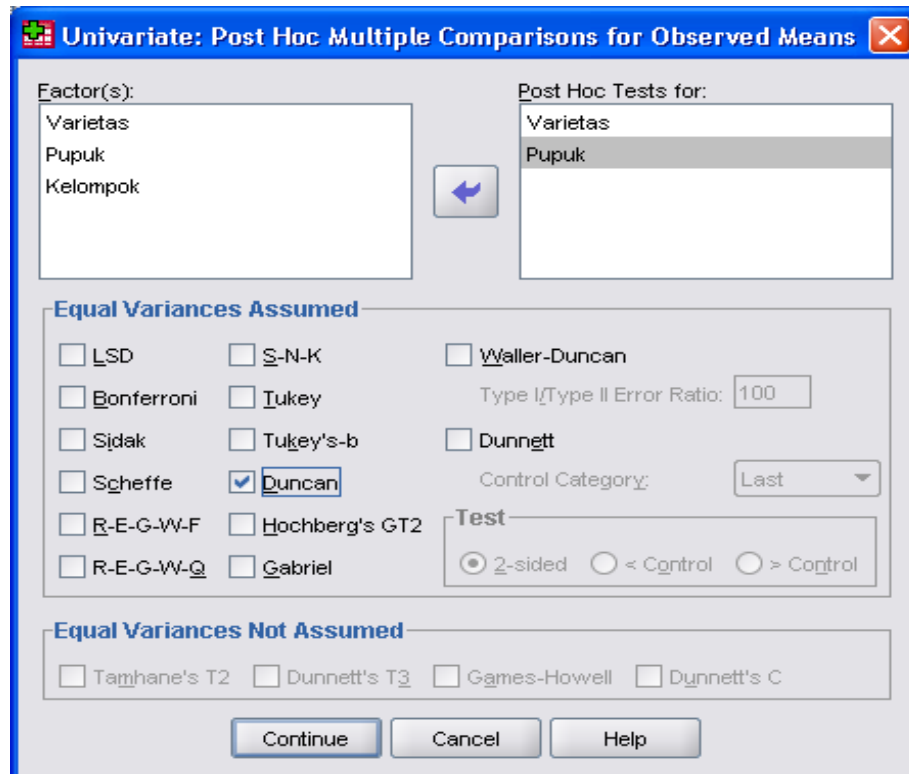 Univariate: Post Hoc Multiple Comparisons for Observed Means
Factor(s):
Varietas
Pupuk
Kelompok
Post Hoc Tests for:
Varietas
Pupuk
Equal Variances Assumed
LSD S-N-K Waller-Duncan
Bonferroni Tukey Type I/Type II Error Ratio: 100
Sidak Tukey's-b Dunnett
Scheffe Duncan Control Category: Last
R-E-G-W-F Hochberg's GT2 Test
R-E-G-W-Q Gabriel 2-sided < Control > Control
Equal Variances Not Assumed
Tamhane's T2 Dunnett's T3 Games-Howell Dunnett's C
Continue Cancel Help